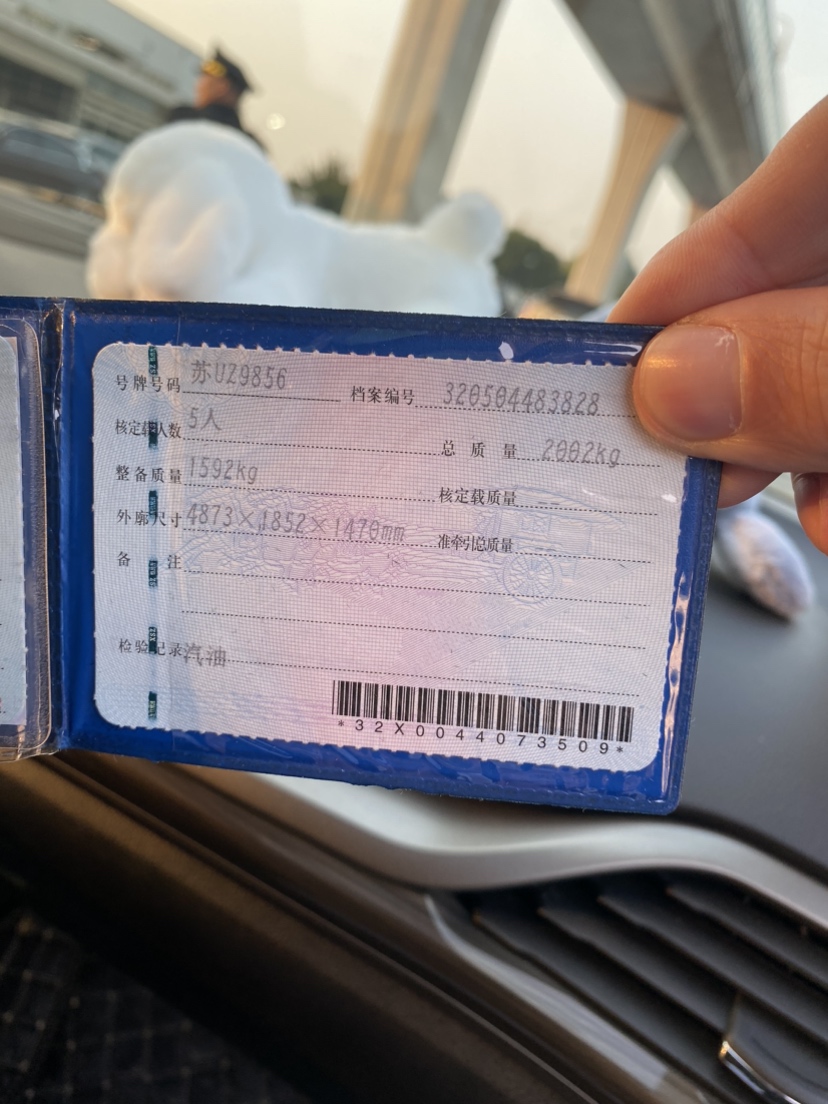 号牌号码 苏UZ9856 档案编号 320504483828
核定载人数 5人 总质量 2002kg
整备质量 1592kg 核定载质量 --
外廓尺寸 4873×1852×1470mm 准牵引总质量 --
备注
检验记录 汽油
*32X0044073509*